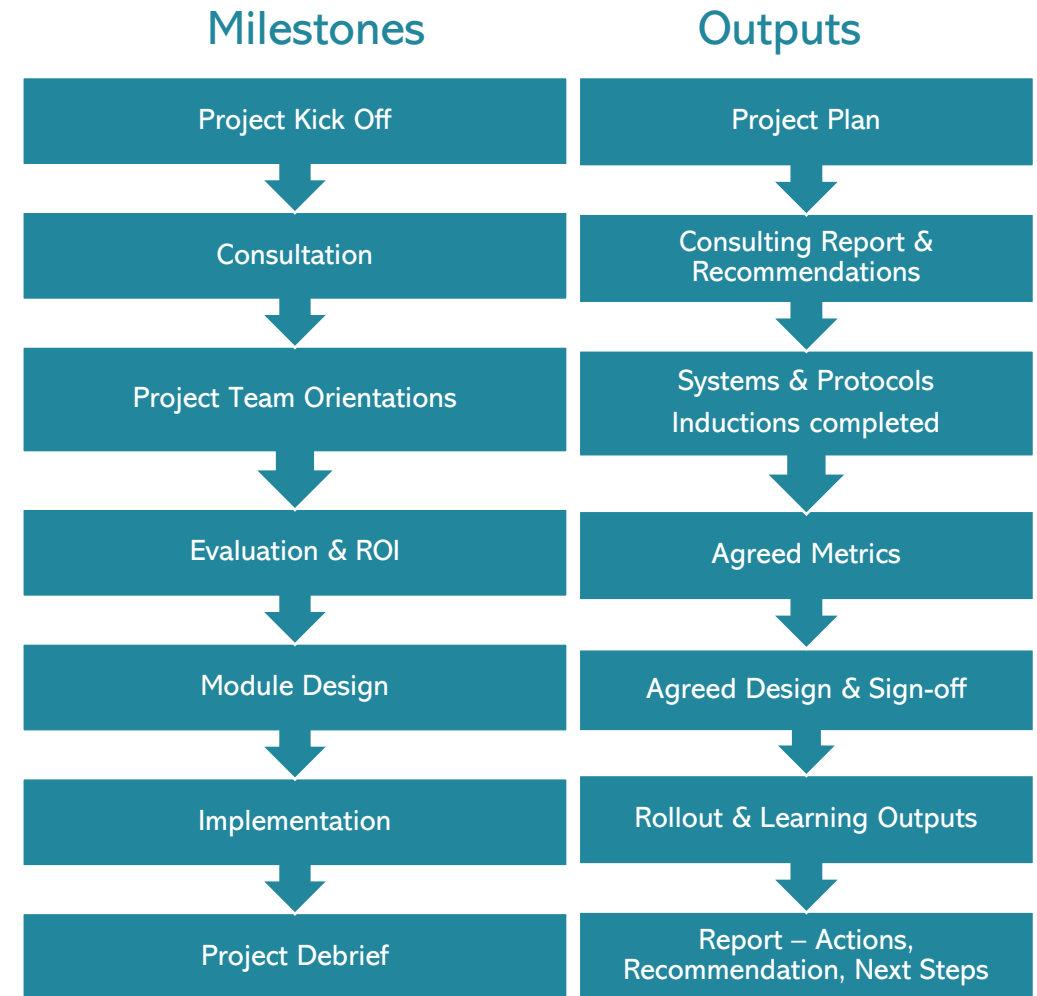 Milestones
Outputs
Project Kick Off
Project Plan
Consultation
Consulting Report &
Recommendations
Project Team Orientations
Systems & Protocols
Inductions completed
Evaluation & ROI
Agreed Metrics
Module Design
Agreed Design & Sign-off
Implementation
Rollout & Learning Outputs
Project Debrief
Report – Actions,
Recommendation, Next Steps